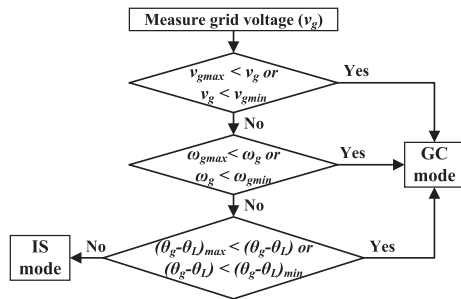 Measure grid voltage (vg)
vgmax < vg or
vg < vgmin
Yes
No
ωgmax< ωg or
ωg < ωgmin
Yes
GC
mode
No
(θg-θL)max < (θg-θL) or
(θg-θL) < (θg-θL)min
Yes
No
IS
mode